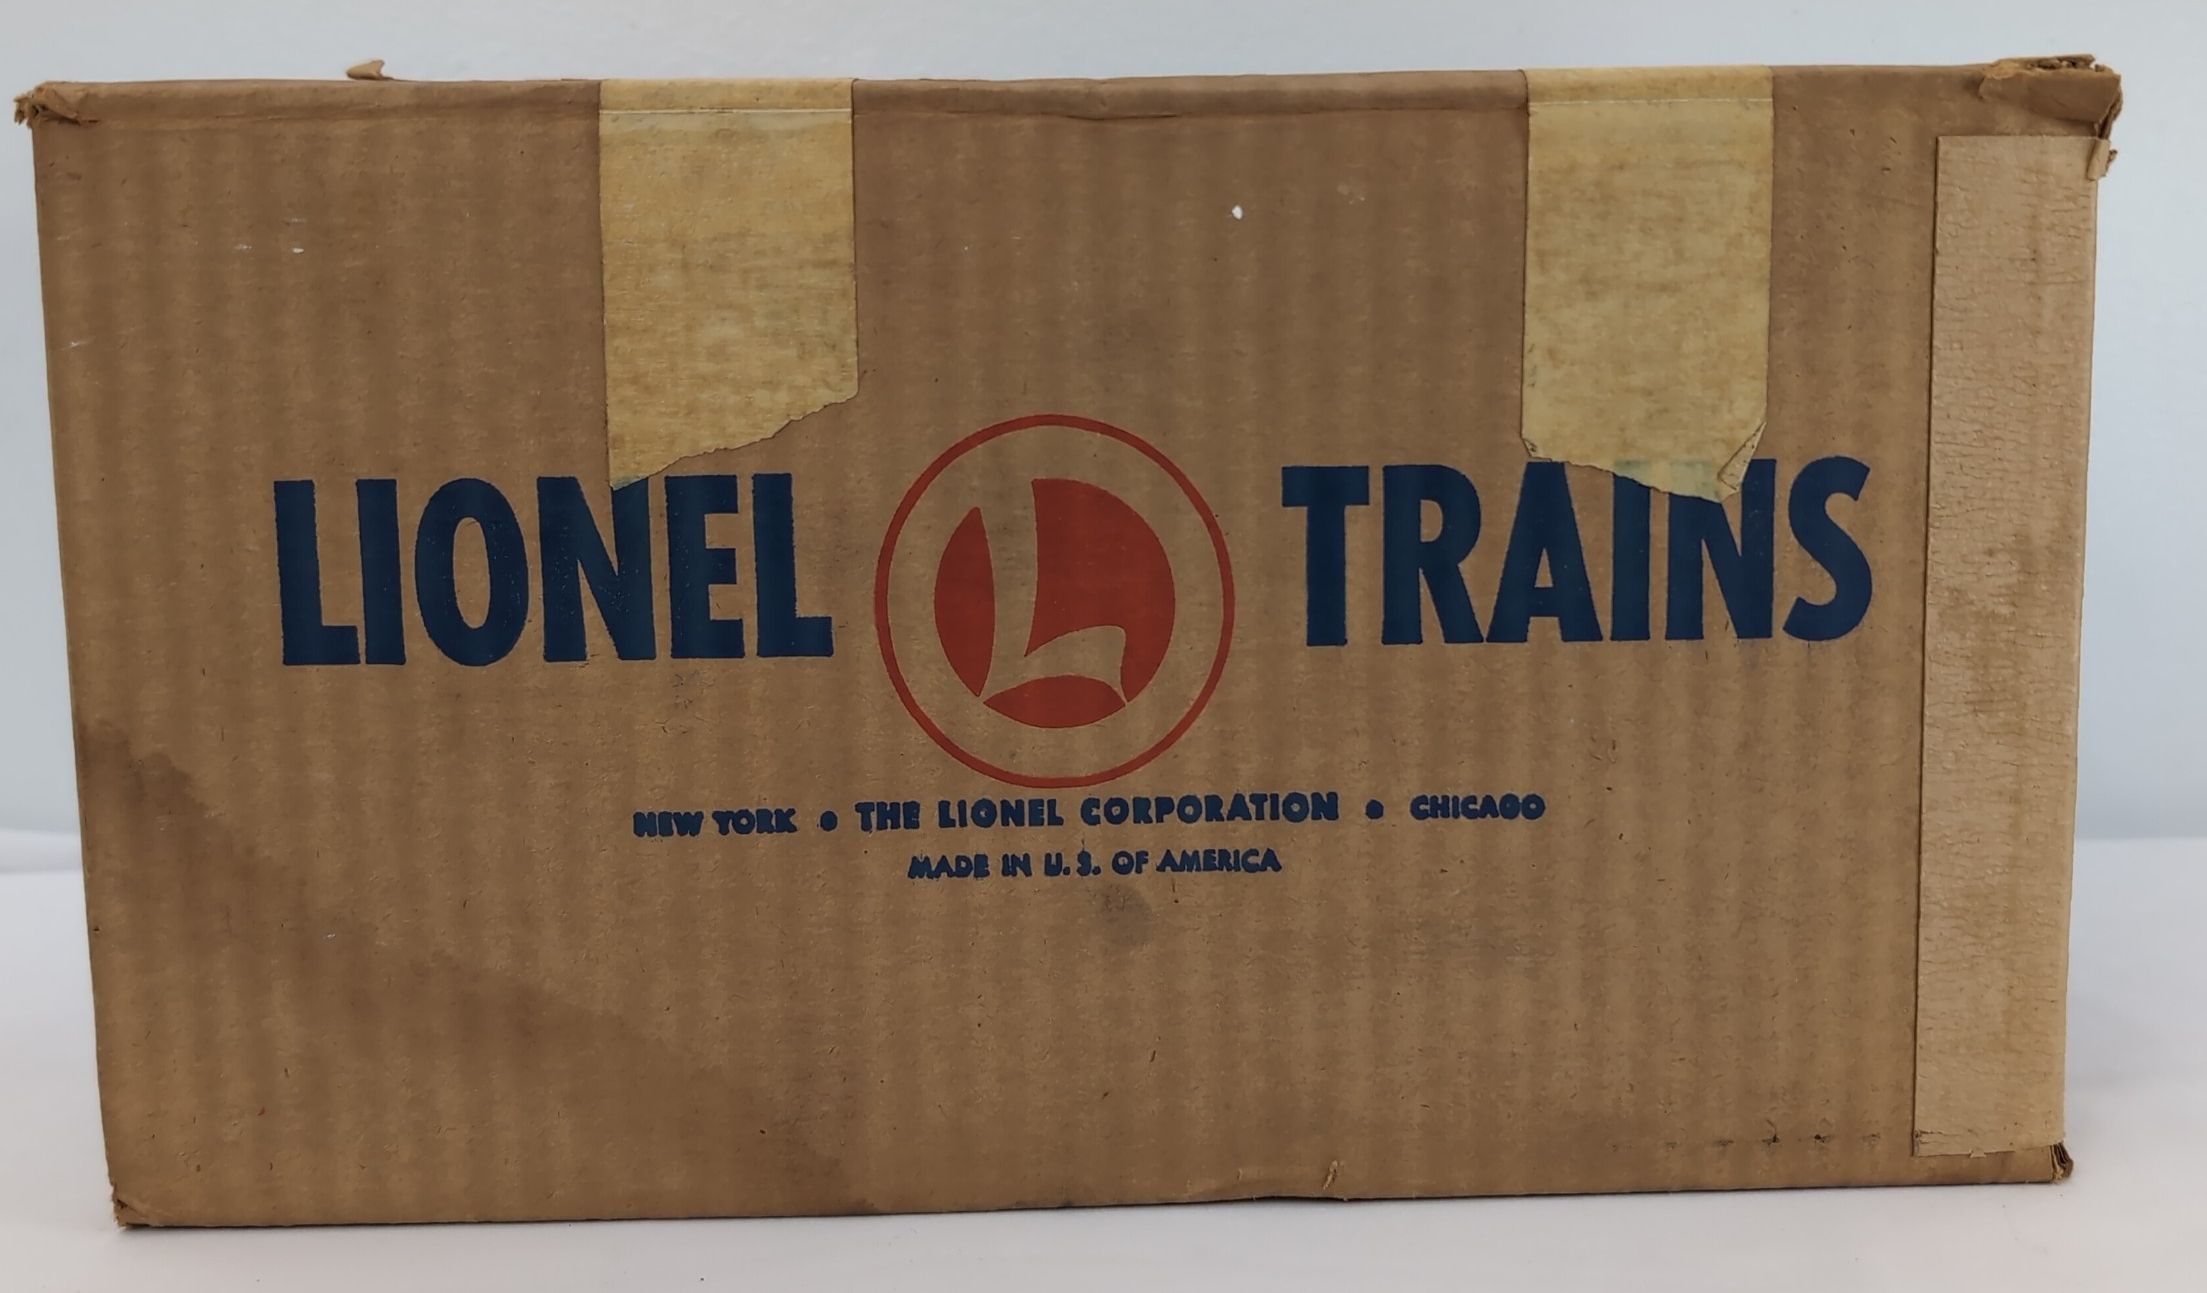 LIONEL L TRAINS
NEW YORK • THE LIONEL CORPORATION • CHICAGO
MADE IN U. S. OF AMERICA